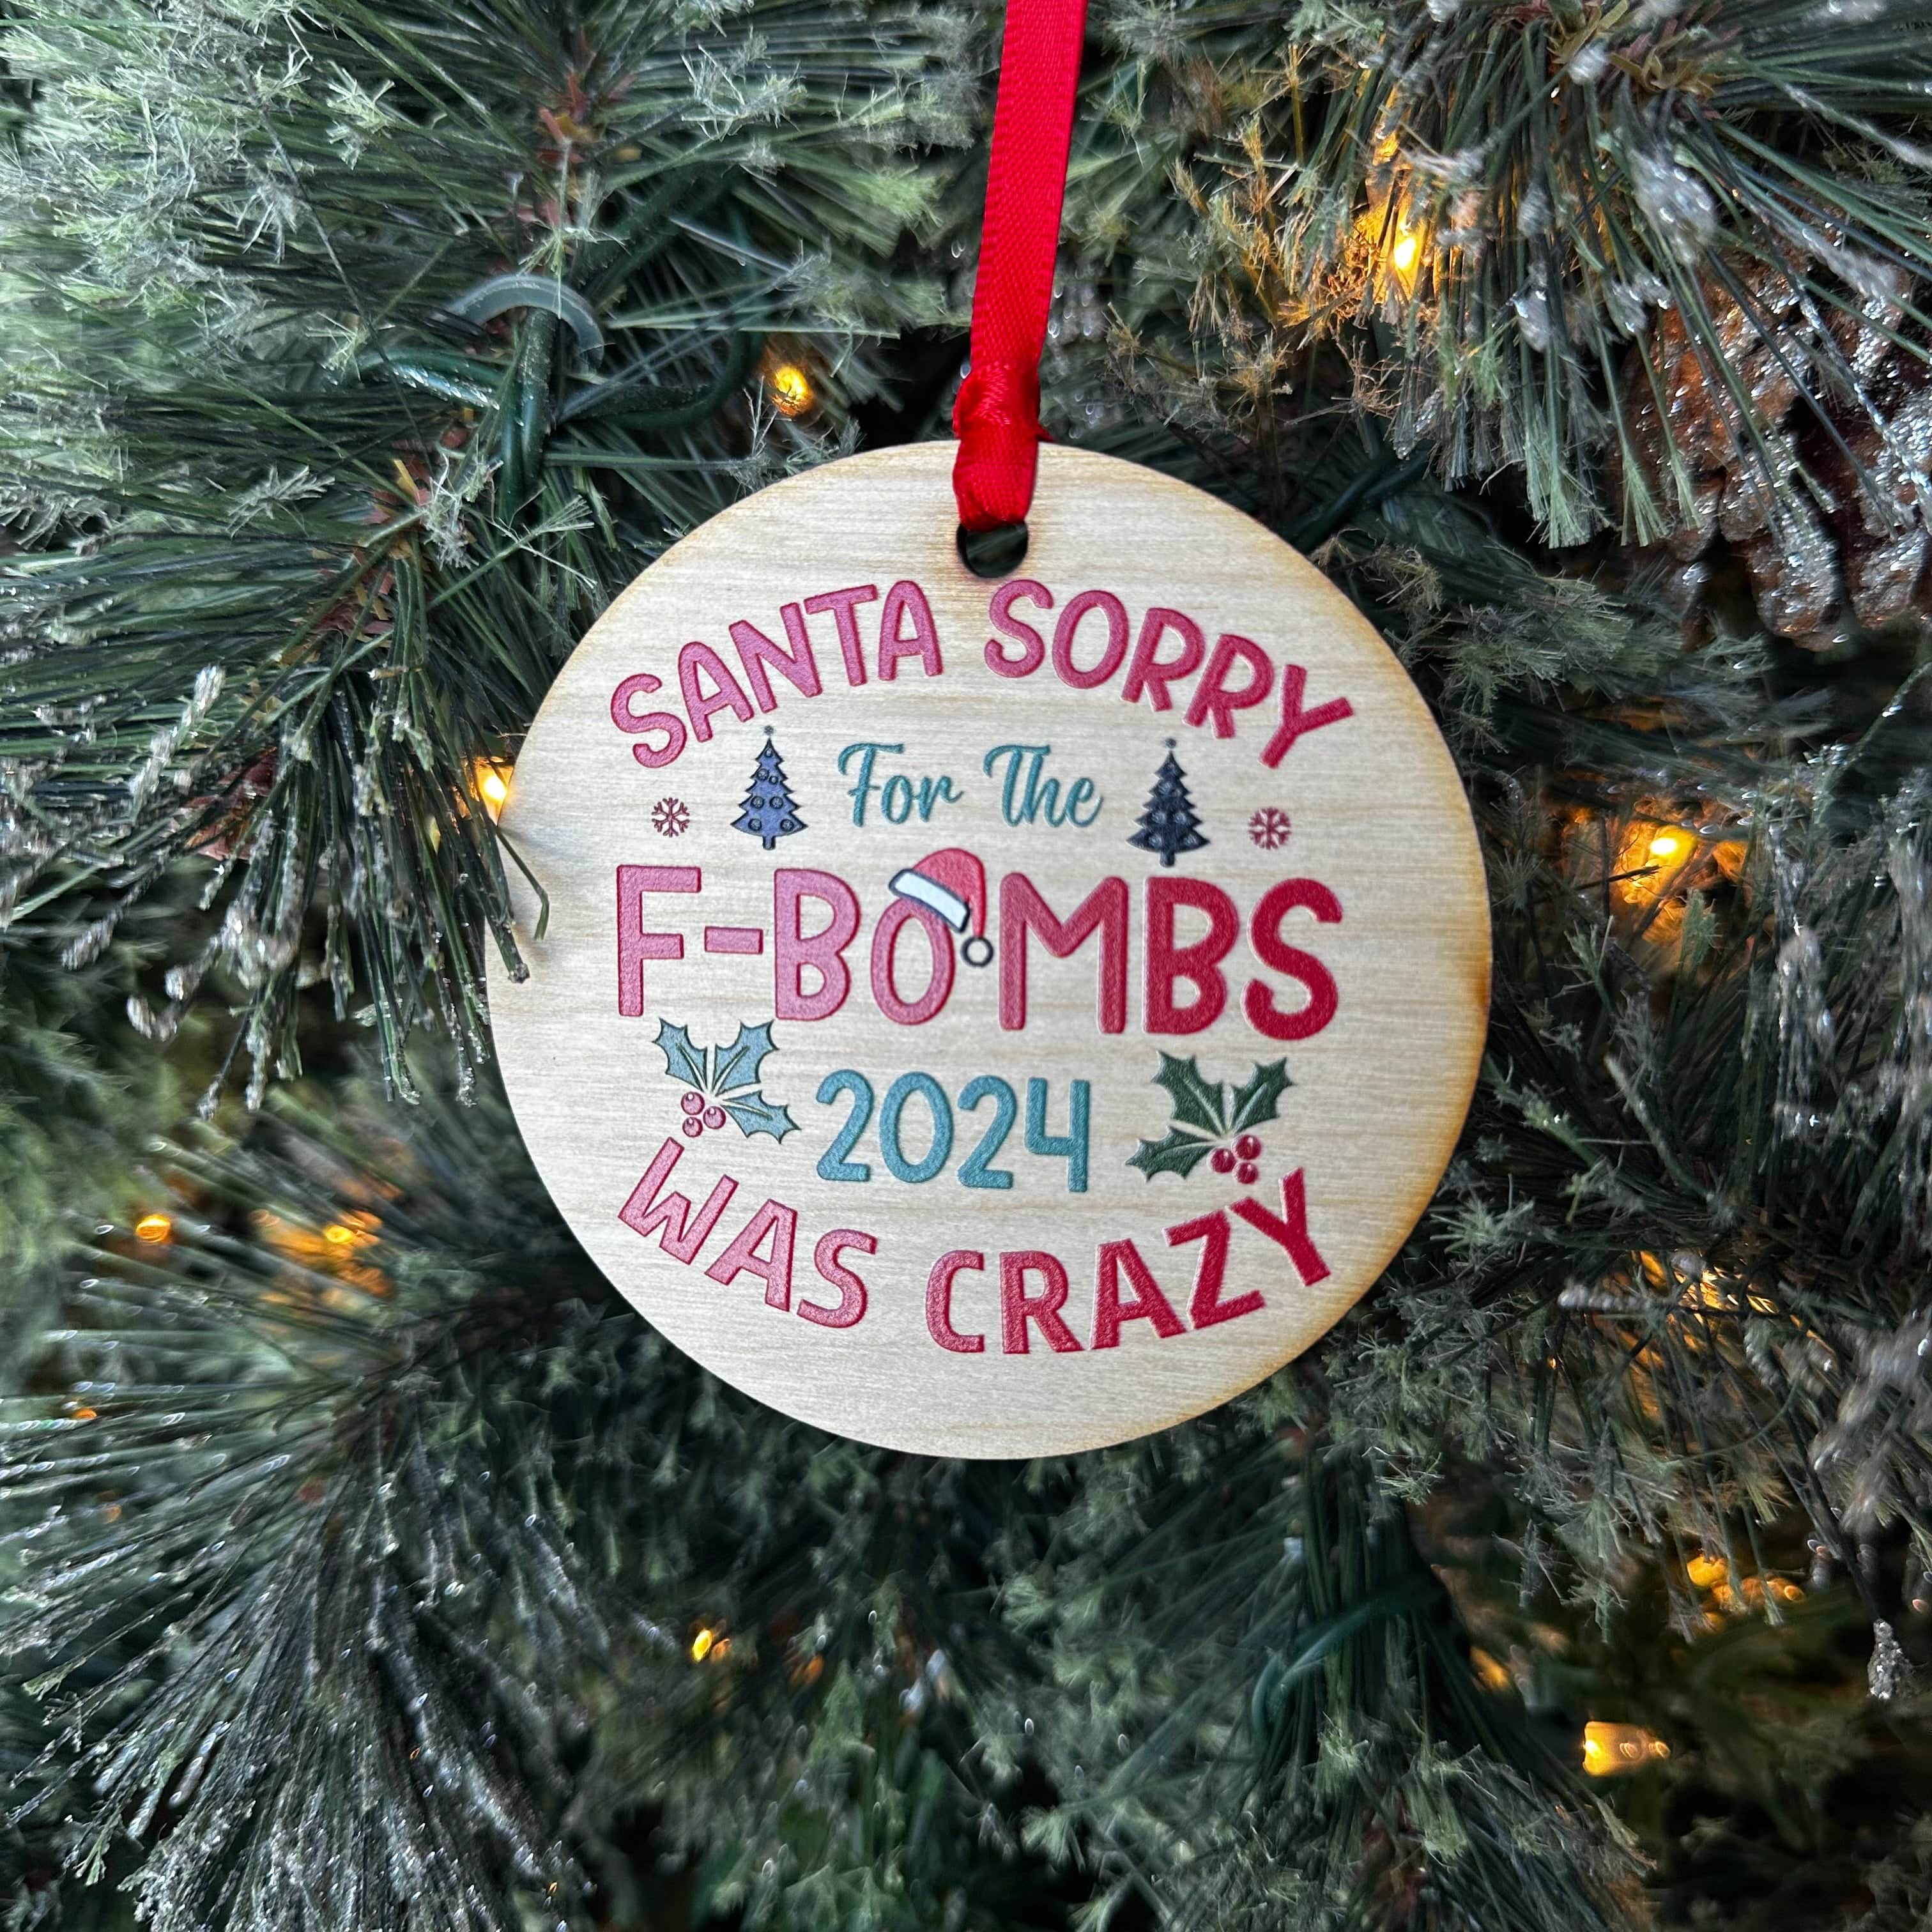 SANTA SORRY
For The
F-BOMBS
2024
WAS CRAZY